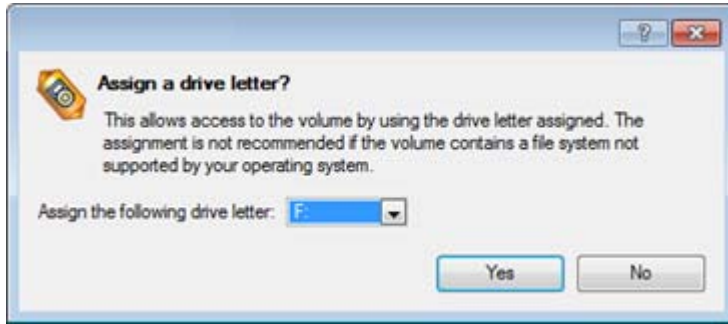 Assign a drive letter?
This allows access to the volume by using the drive letter assigned. The
assignment is not recommended if the volume contains a file system not
supported by your operating system.
Assign the following drive letter: F:
Yes No